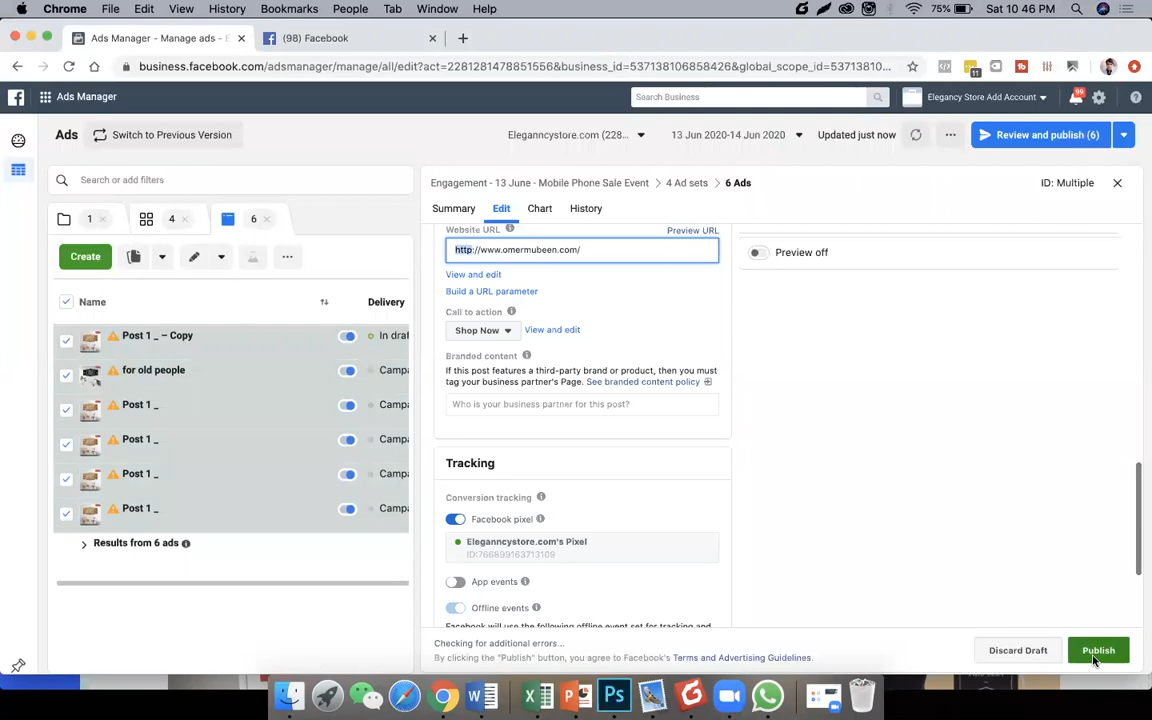 Chrome File Edit View History Bookmarks People Tab Window Help 75% Sat 10:46 PM
Ads Manager - Manage ads - E × (98) Facebook × +
business.facebook.com/adsmanager/manage/all/edit?act=2281281478851556&business_id=537138106858426&global_scope_id=53713810... 11
Ads Manager Search Business Elegancy Store Add Account 99
Ads Switch to Previous Version Eleganncystore.com (228... 13 Jun 2020-14 Jun 2020 Updated just now Review and publish (6)
Search or add filters
Engagement - 13 June - Mobile Phone Sale Event > 4 Ad sets > 6 Ads ID: Multiple
Summary Edit Chart History
1 × 4 × 6 ×
Website URL Preview URL
http://www.omermubeen.com/
Preview off
Create
View and edit
Build a URL parameter
Name Delivery
Call to action
Shop Now View and edit
Post 1 _ – Copy In draf
for old people Campa
Post 1 _ Campa
Post 1 _ Campa
Post 1 _ Campa
Post 1 _ Campa
Results from 6 ads
Branded content
If this post features a third-party brand or product, then you must
tag your business partner's Page. See branded content policy
Who is your business partner for this post?
Tracking
Conversion tracking
Facebook pixel
Eleganncystore.com's Pixel
ID:766899163713109
App events
Offline events
Facebook will use the following offline event set for tracking and
Checking for additional errors...
By clicking the "Publish" button, you agree to Facebook's Terms and Advertising Guidelines.
Discard Draft Publish